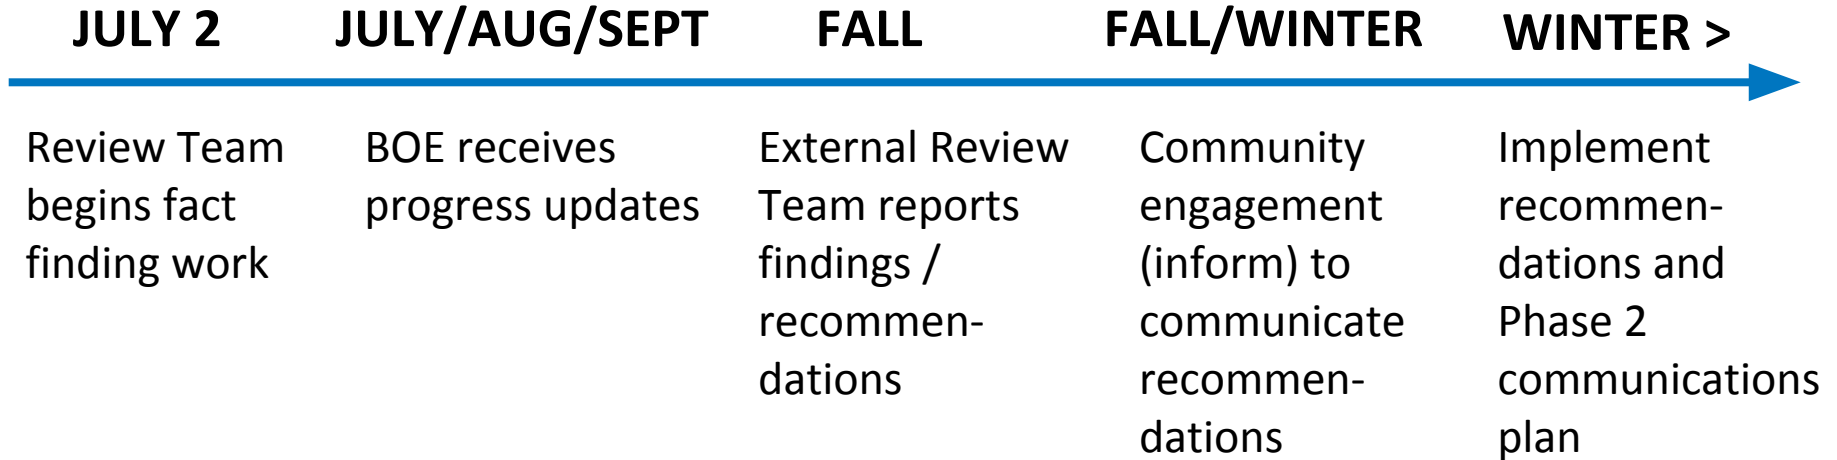 JULY 2
JULY/AUG/SEPT
FALL
FALL/WINTER
WINTER >
Review Team
begins fact
finding work
BOE receives
progress updates
External Review
Team reports
findings /
recommen-
dations
Community
engagement
(inform) to
communicate
recommen-
dations
Implement
recommen-
dations and
Phase 2
communications
plan